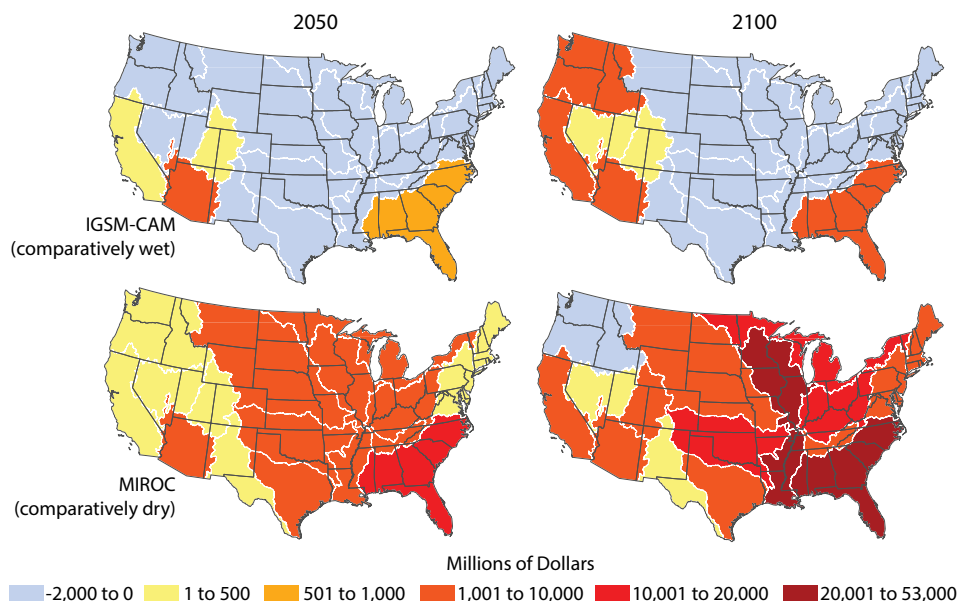 2050
2100
IGSM-CAM
(comparatively wet)
MIROC
(comparatively dry)
Millions of Dollars
-2,000 to 0
1 to 500
501 to 1,000
1,001 to 10,000
10,001 to 20,000
20,001 to 53,000